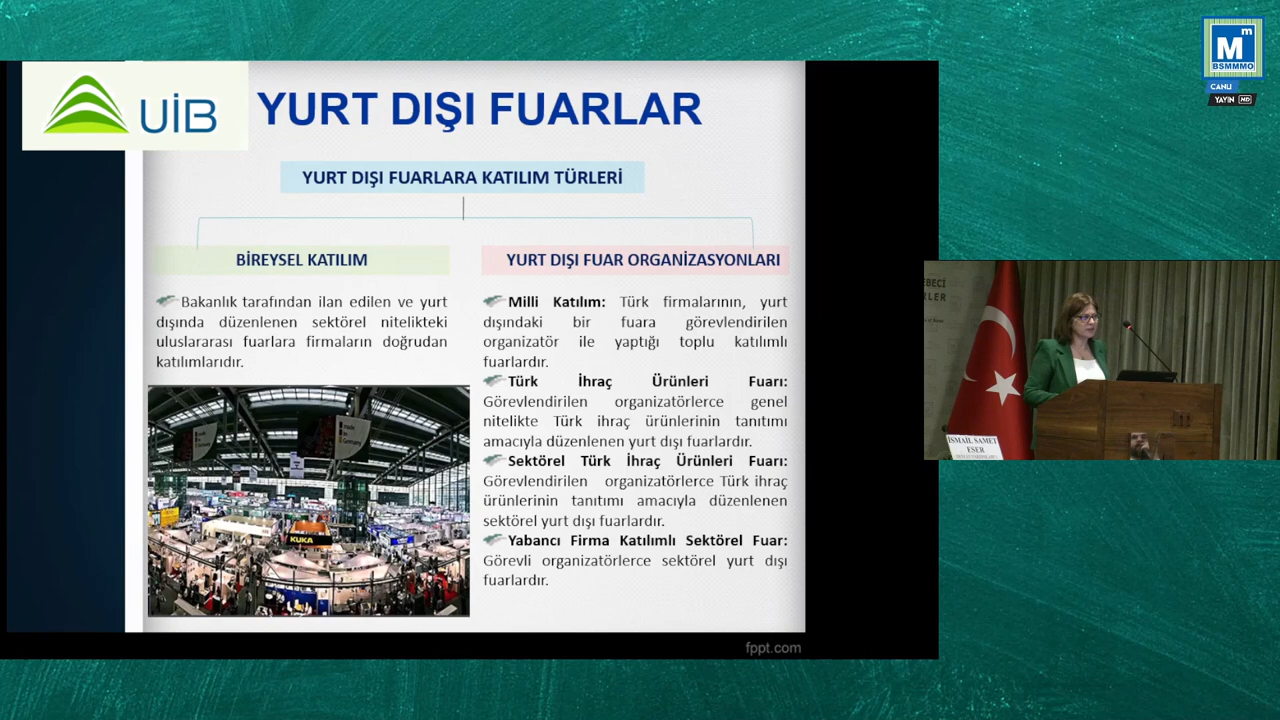 UİB
YURT DIŞI FUARLAR
YURT DIŞI FUARLARA KATILIM TÜRLERİ
BİREYSEL KATILIM
Bakanlık tarafından ilan edilen ve yurt
dışında düzenlenen sektörel nitelikteki
uluslararası fuarlara firmaların doğrudan
katılımlarıdır.
KUKA
YURT DIŞI FUAR ORGANİZASYONLARI
Milli Katılım: Türk firmalarının, yurt
dışındaki bir fuara görevlendirilen
organizatör ile yaptığı toplu katılımlı
fuarlardır.
Türk İhraç Ürünleri Fuarı:
Görevlendirilen organizatörlerce genel
nitelikte Türk ihraç ürünlerinin tanıtımı
amacıyla düzenlenen yurt dışı fuarlardır.
Sektörel Türk İhraç Ürünleri Fuarı:
Görevlendirilen organizatörlerce Türk ihraç
ürünlerinin tanıtımı amacıyla düzenlenen
sektörel yurt dışı fuarlardır.
Yabancı Firma Katılımlı Sektörel Fuar:
Görevli organizatörlerce sektörel yurt dışı
fuarlardır.
fppt.com
M m
BSMMMO
CANLI
YAYIN HD
İSMAİL SAMET
ESER